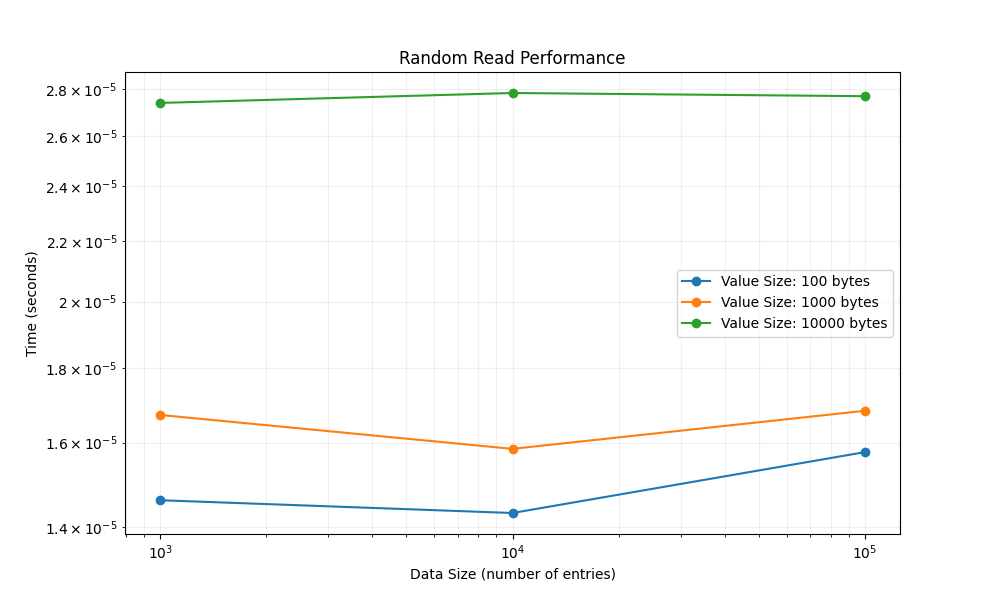 Random Read Performance
2.8 × 10⁻⁵
2.6 × 10⁻⁵
2.4 × 10⁻⁵
2.2 × 10⁻⁵
2 × 10⁻⁵
1.8 × 10⁻⁵
1.6 × 10⁻⁵
1.4 × 10⁻⁵
Time (seconds)
Value Size: 100 bytes
Value Size: 1000 bytes
Value Size: 10000 bytes
10³ 10⁴ 10⁵
Data Size (number of entries)